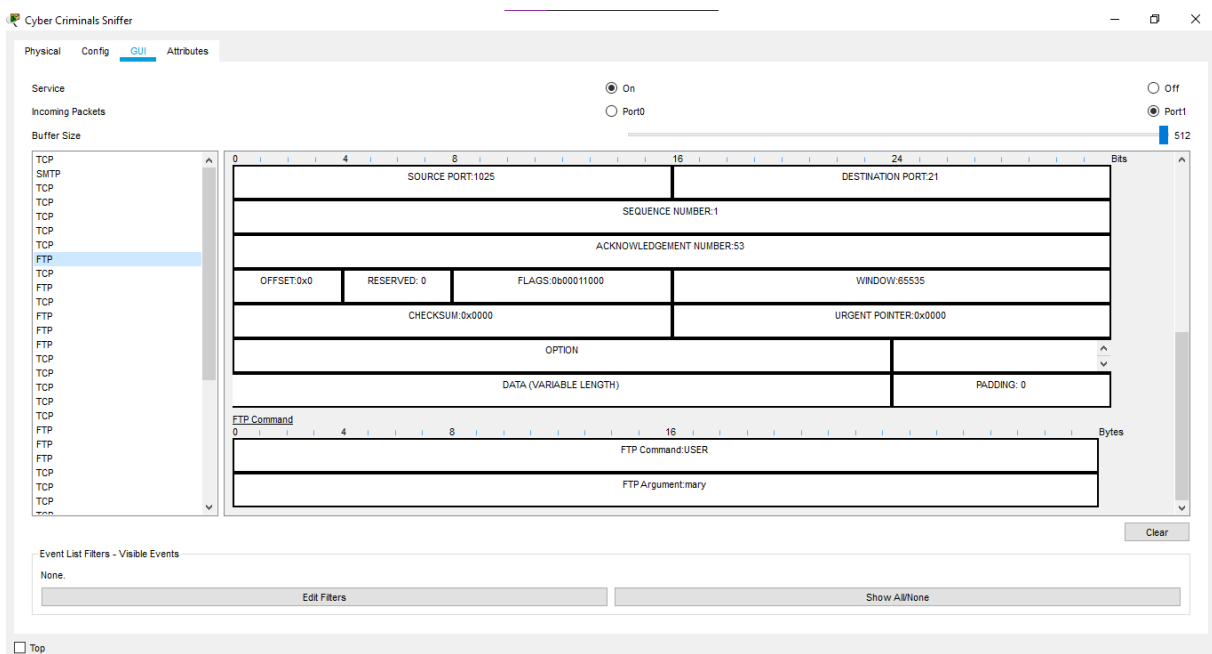 Cyber Criminals Sniffer
Physical Config GUI Attributes
Service On Off
Incoming Packets Port0 Port1
Buffer Size 512
TCP
SMTP
TCP
TCP
TCP
TCP
TCP
FTP
TCP
FTP
TCP
FTP
FTP
FTP
TCP
TCP
TCP
TCP
TCP
FTP
FTP
FTP
TCP
TCP
TCP
TCP
0 4 8 16 24 Bits
SOURCE PORT:1025 DESTINATION PORT:21
SEQUENCE NUMBER:1
ACKNOWLEDGEMENT NUMBER:53
OFFSET:0x0 RESERVED: 0 FLAGS:0b00011000 WINDOW:65535
CHECKSUM:0x0000 URGENT POINTER:0x0000
OPTION
DATA (VARIABLE LENGTH) PADDING: 0
FTP Command
0 4 8 16 Bytes
FTP Command:USER
FTP Argument:mary
Clear
Event List Filters - Visible Events
None.
Edit Filters Show All/None
Top